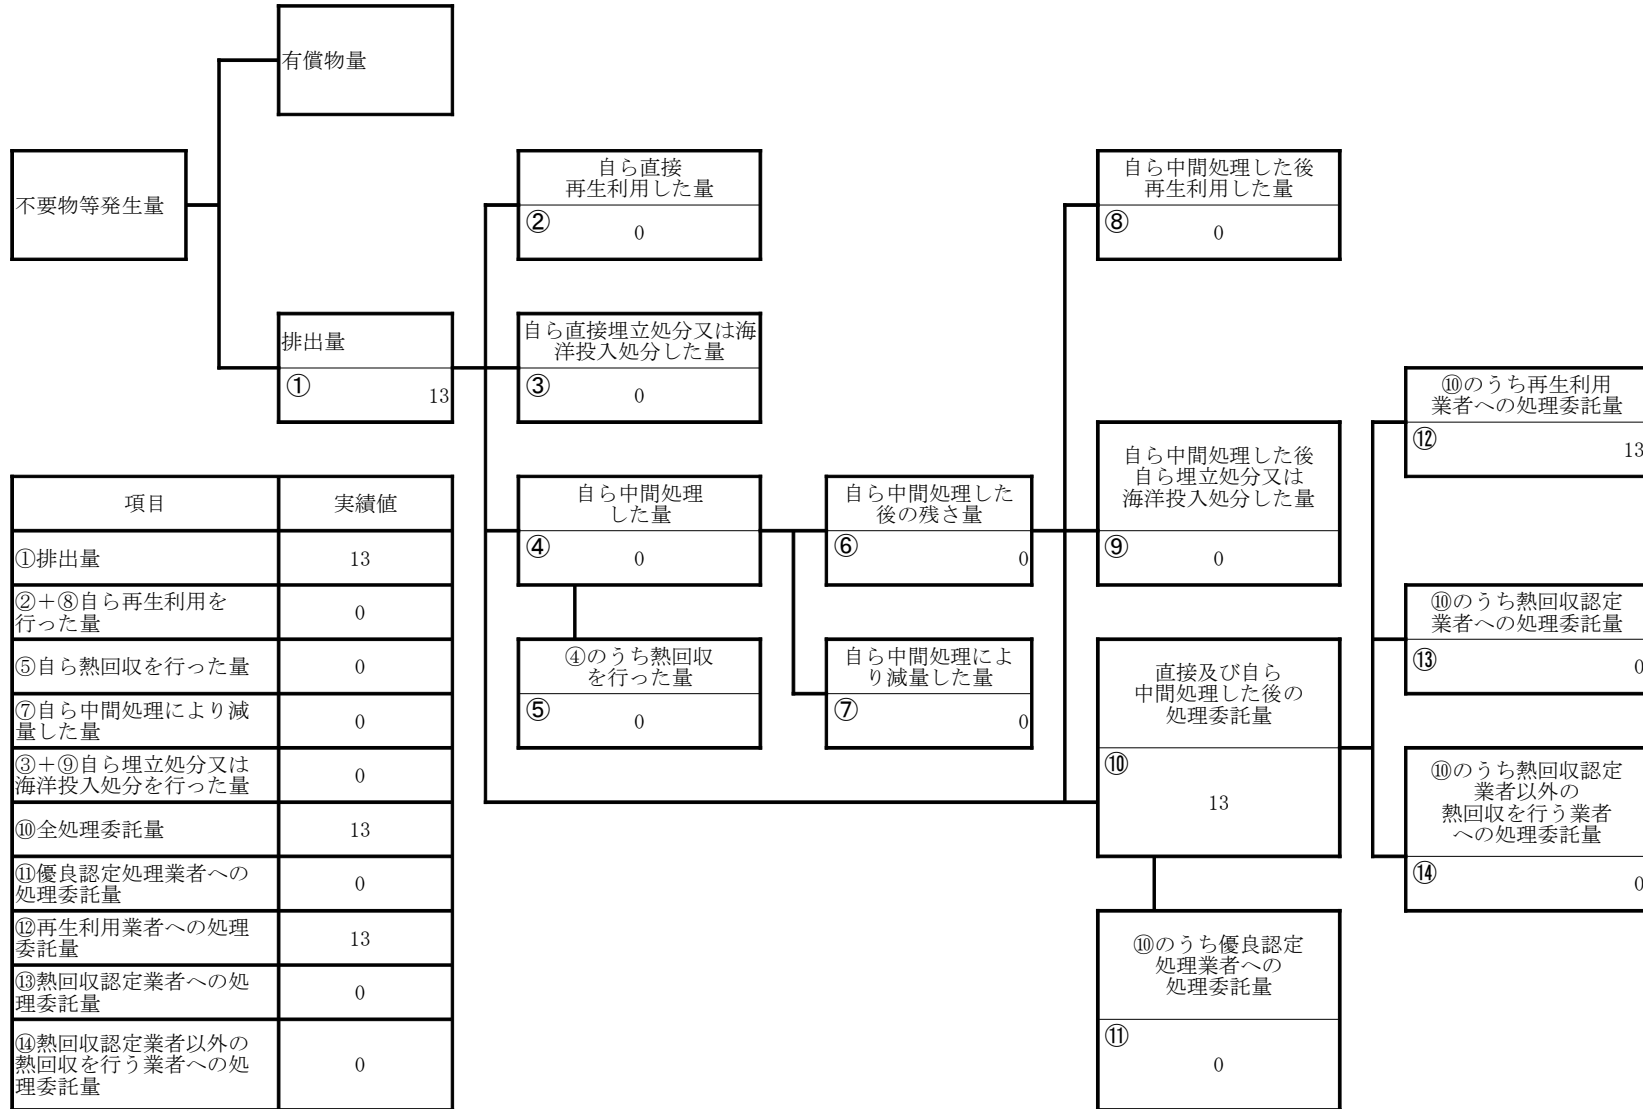 有償物量
不要物等発生量
自ら直接
再生利用した量
②
0
自ら中間処理した後
再生利用した量
⑧
0
排出量
①
13
自ら直接埋立処分又は海
洋投入処分した量
③
0
⑩のうち再生利用
業者への処理委託量
⑫
13
自ら中間処理
した量
④
0
自ら中間処理した
後の残さ量
⑥
0
自ら中間処理した後
自ら埋立処分又は
海洋投入処分した量
⑨
0
④のうち熱回収
を行った量
⑤
0
自ら中間処理によ
り減量した量
⑦
0
直接及び自ら
中間処理した後の
処理委託量
⑩
13
⑩のうち熱回収認定
業者への処理委託量
⑬
0
⑩のうち熱回収認定
業者以外の
熱回収を行う業者
への処理委託量
⑭
0
⑩のうち優良認定
処理業者への
処理委託量
⑪
0
項目 実績値
①排出量 13
②+⑧自ら再生利用を
行った量 0
⑤自ら熱回収を行った量 0
⑦自ら中間処理により減
量した量 0
③+⑨自ら埋立処分又は
海洋投入処分を行った量 0
⑩全処理委託量 13
⑪優良認定処理業者への
処理委託量 0
⑫再生利用業者への処理
委託量 13
⑬熱回収認定業者への処
理委託量 0
⑭熱回収認定業者以外の
熱回収を行う業者への処
理委託量 0